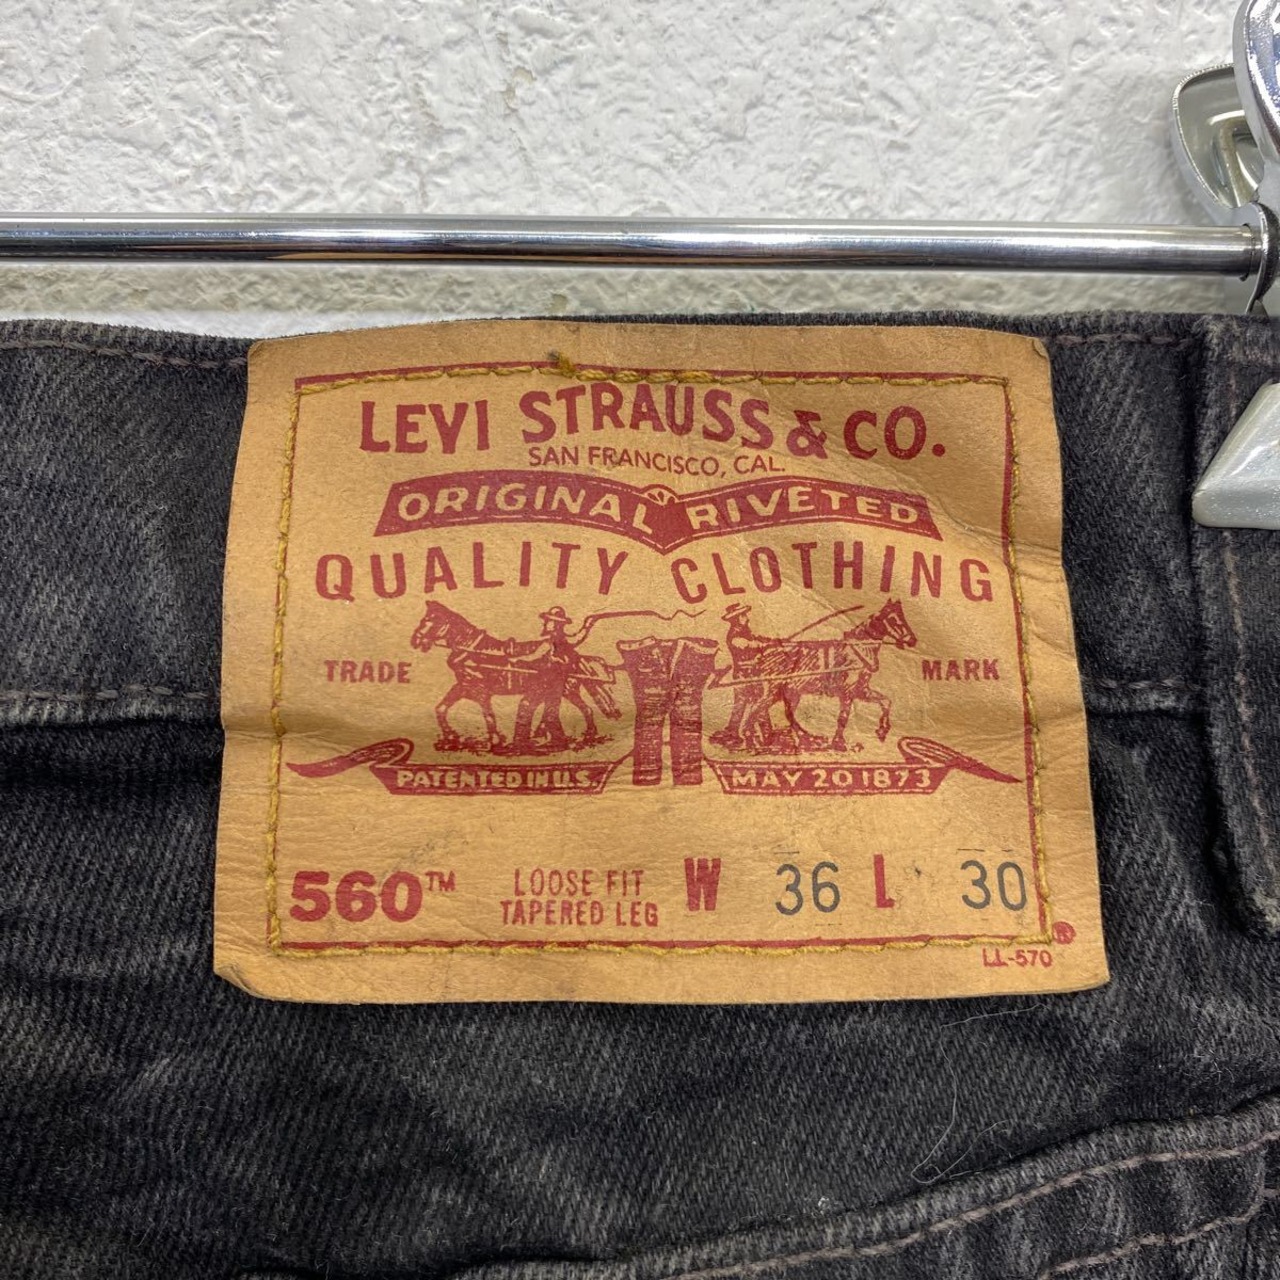 LEVI STRAUSS & CO.
SAN FRANCISCO, CAL.
ORIGINAL RIVETED
QUALITY CLOTHING
TRADE MARK
PATENTED IN U.S. MAY 20 1873
560™ LOOSE FIT TAPERED LEG W 36 L 30
®
LL-570